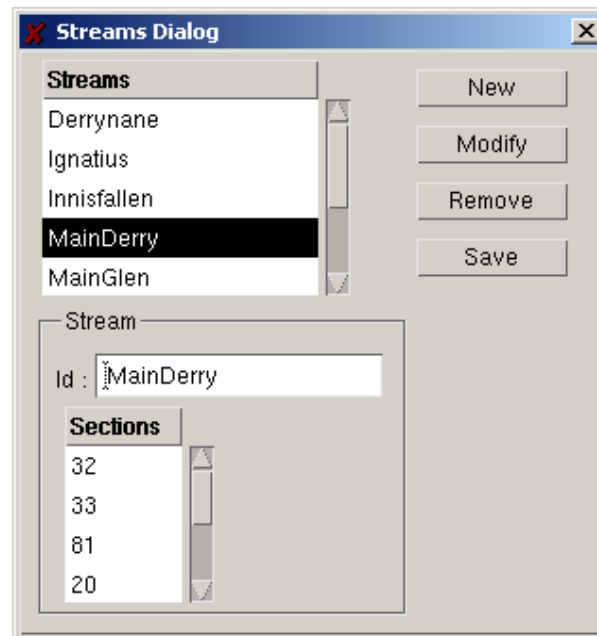 Streams Dialog
Streams
Derrynane
Ignatius
Innisfallen
MainDerry
MainGlen
New
Modify
Remove
Save
Stream
Id : MainDerry
Sections
32
33
81
20